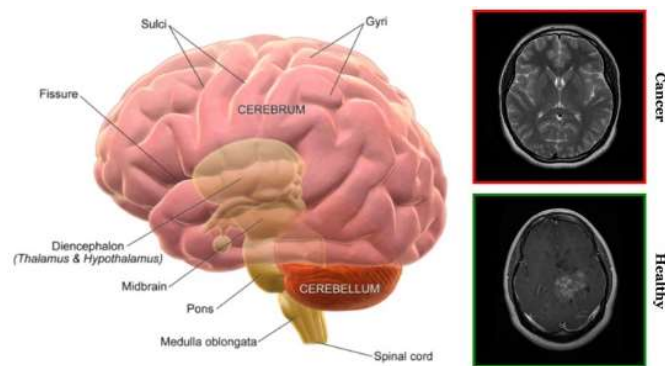 Sulci
Gyri
Fissure
CEREBRUM
Diencephalon
(Thalamus & Hypothalamus)
Midbrain
CEREBELLUM
Pons
Medulla oblongata
Spinal cord
Cancer
Healthy